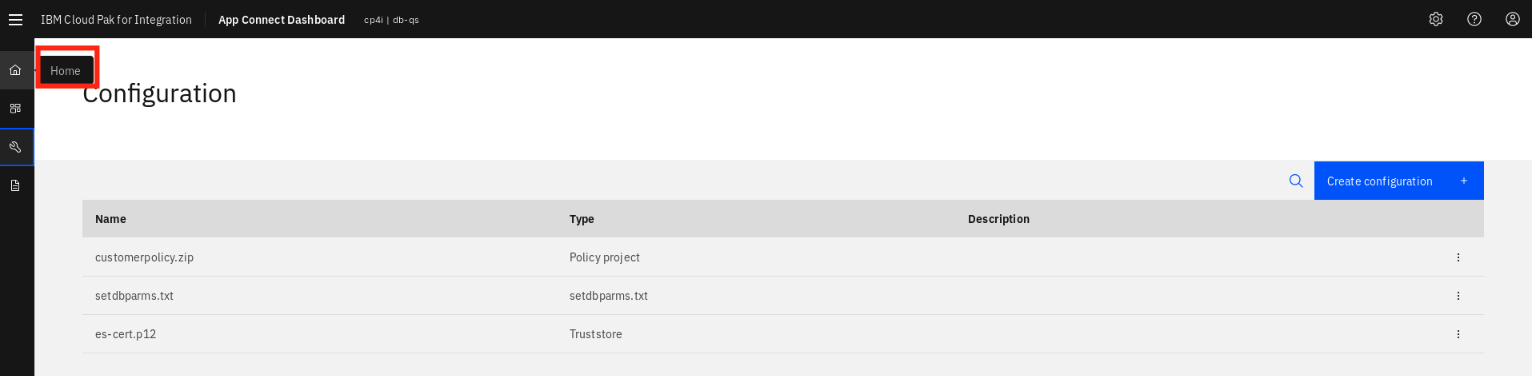 IBM Cloud Pak for Integration App Connect Dashboard cp4i | db-qs
Home
Configuration
Create configuration +
Name Type Description
customerpolicy.zip Policy project
setdbparms.txt setdbparms.txt
es-cert.p12 Truststore